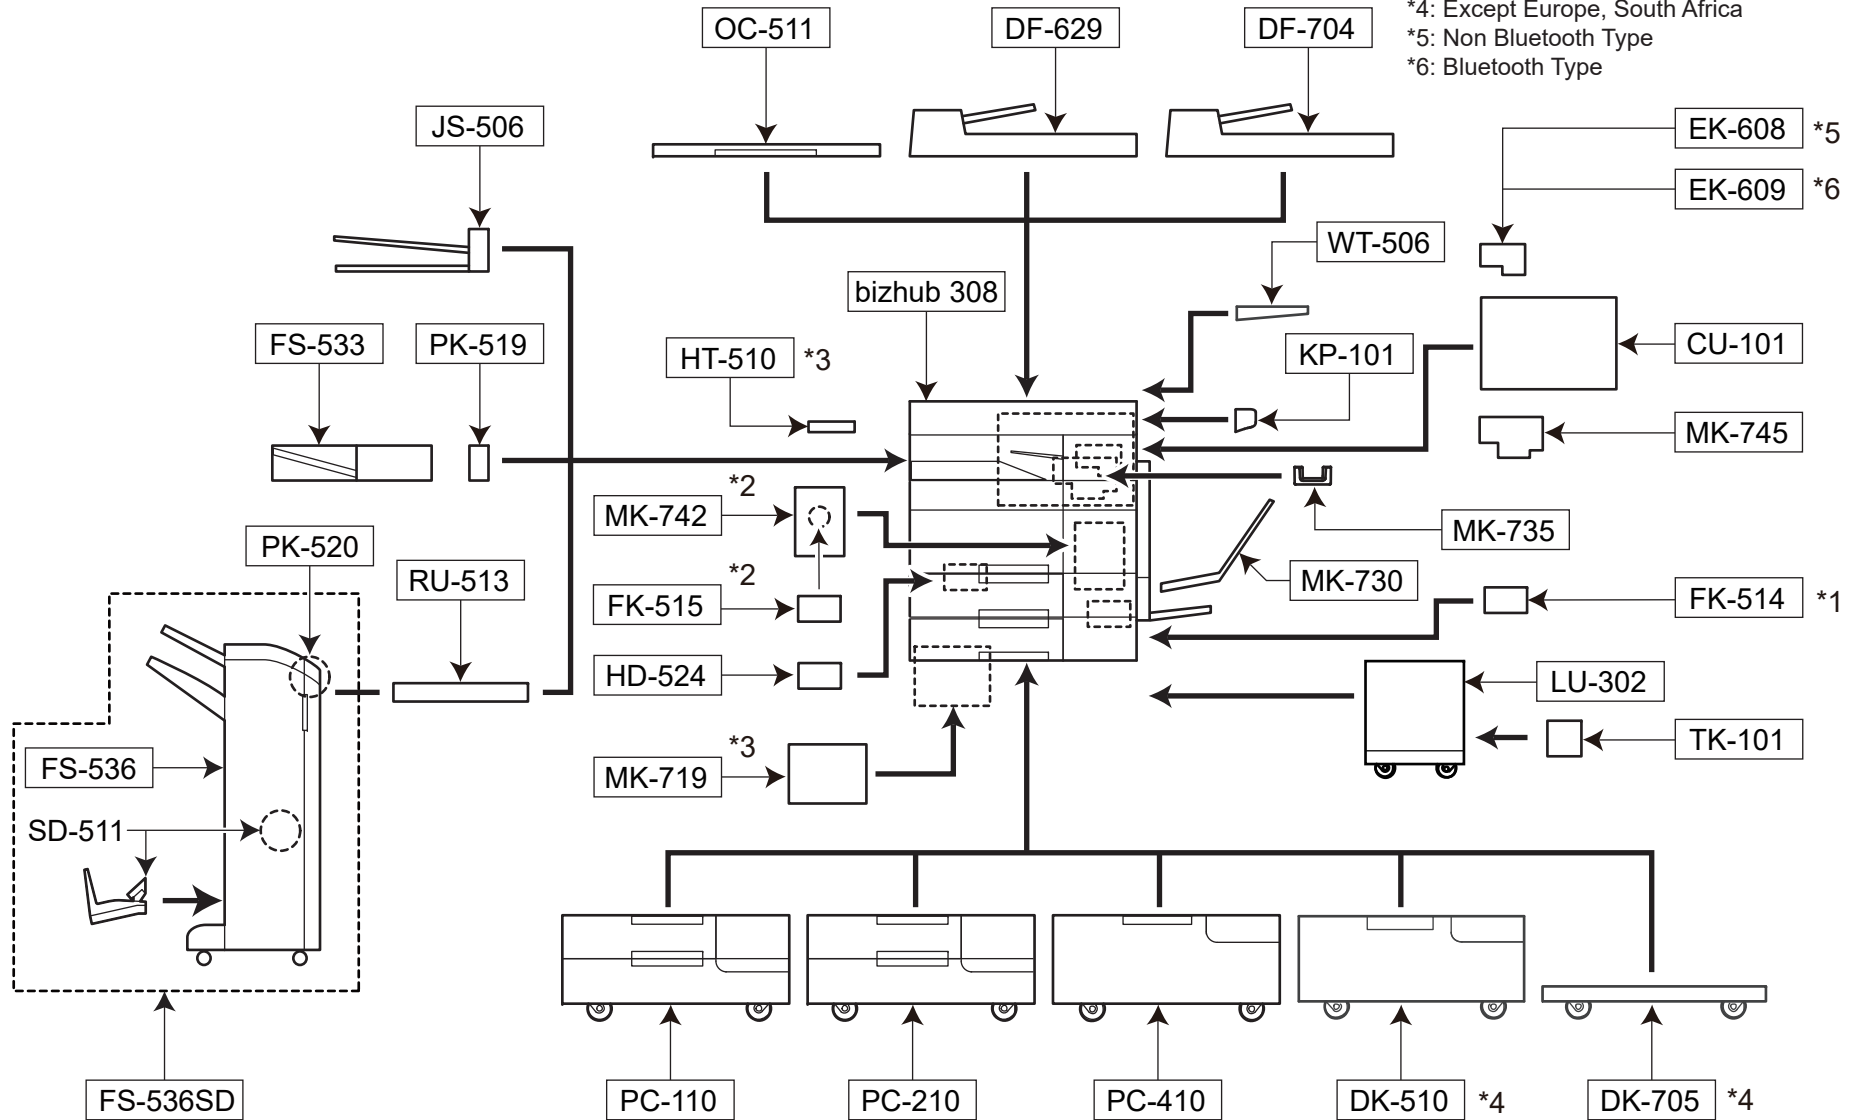 *4: Except Europe, South Africa
*5: Non Bluetooth Type
*6: Bluetooth Type
OC-511
DF-629
DF-704
JS-506
EK-608 *5
EK-609 *6
WT-506
bizhub 308
FS-533
PK-519
HT-510 *3
KP-101
CU-101
MK-745
*2
MK-742
MK-735
PK-520
RU-513
*2
FK-515
MK-730
FK-514 *1
HD-524
LU-302
TK-101
*3
MK-719
FS-536
SD-511
FS-536SD
PC-110
PC-210
PC-410
DK-510 *4
DK-705 *4